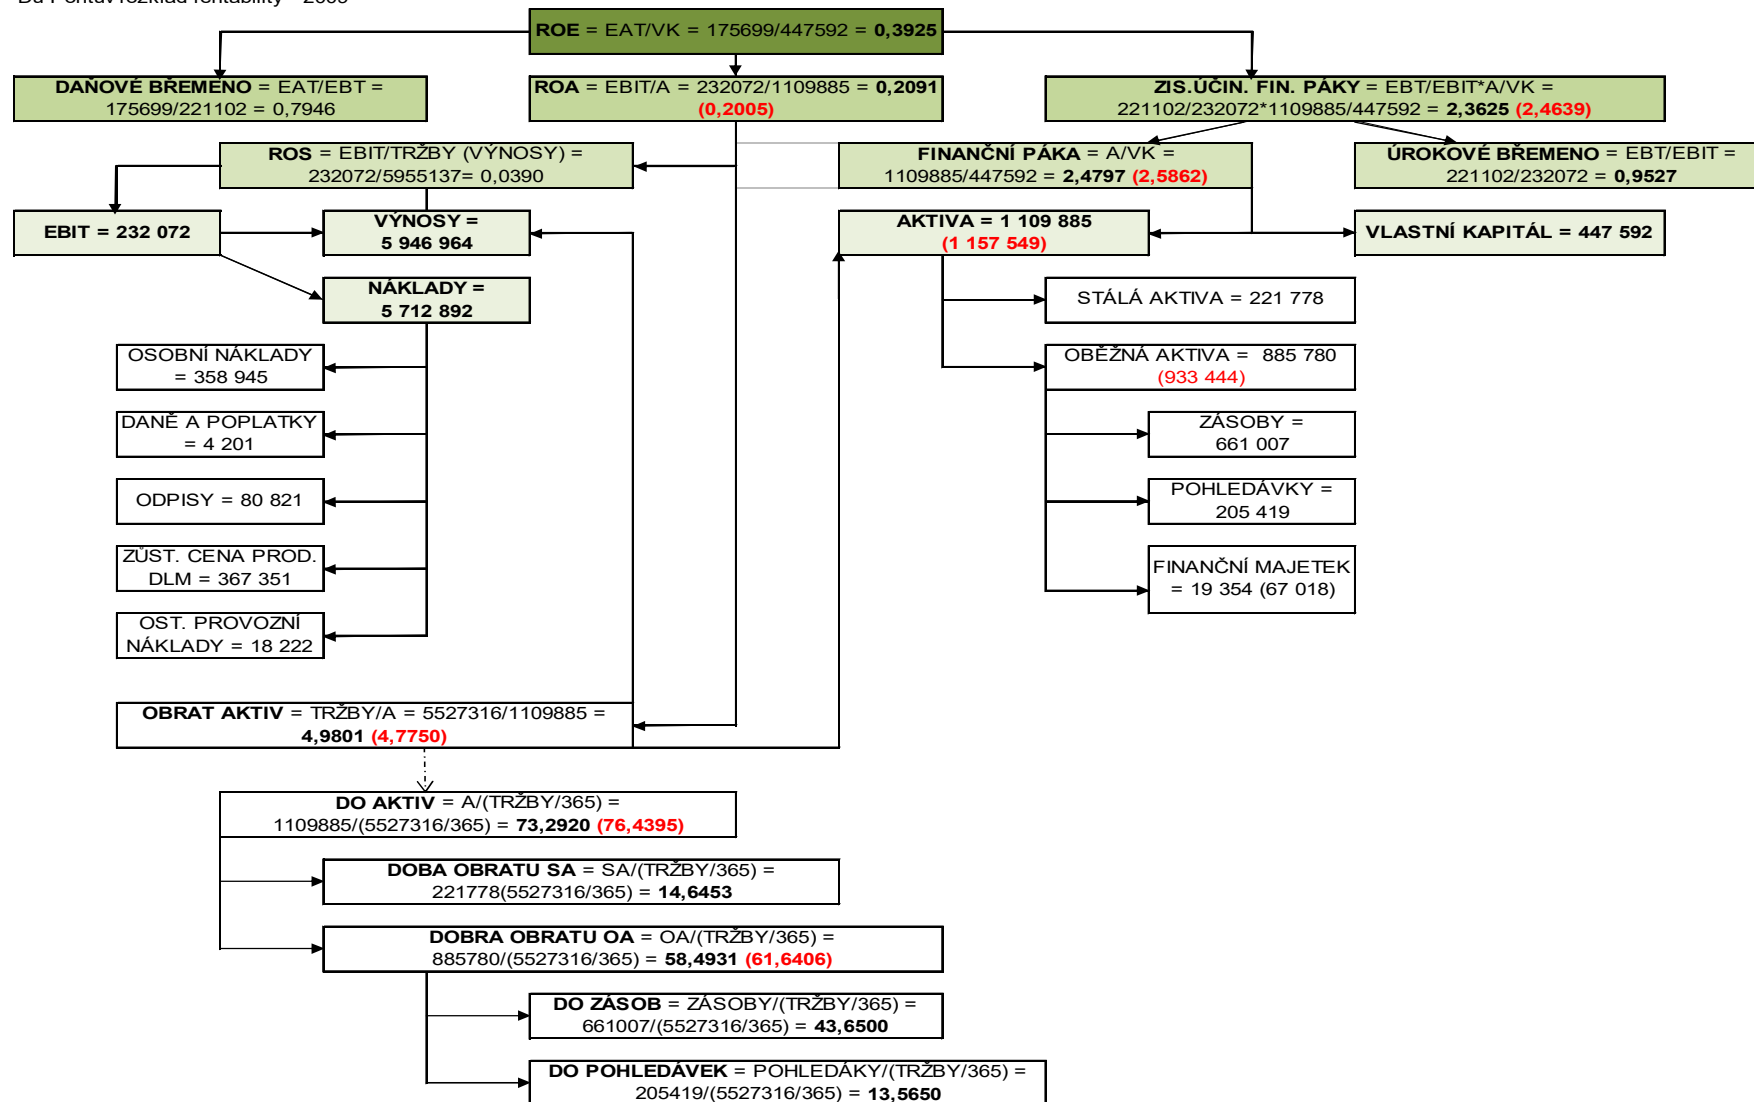 ROE = EAT/VK = 175699/447592 = 0,3925
DAŇOVÉ BŘEMENO = EAT/EBT =
175699/221102 = 0,7946
ROA = EBIT/A = 232072/1109885 = 0,2091
(0,2005)
ZIS.ÚČIN. FIN. PÁKY = EBT/EBIT*A/VK =
221102/232072*1109885/447592 = 2,3625 (2,4639)
ROS = EBIT/TRŽBY (VÝNOSY) =
232072/5955137= 0,0390
FINANČNÍ PÁKA = A/VK =
1109885/447592 = 2,4797 (2,5862)
ÚROKOVÉ BŘEMENO = EBT/EBIT =
221102/232072 = 0,9527
EBIT = 232 072
VÝNOSY =
5 946 964
AKTIVA = 1 109 885
(1 157 549)
VLASTNÍ KAPITÁL = 447 592
NÁKLADY =
5 712 892
STÁLÁ AKTIVA = 221 778
OSOBNÍ NÁKLADY
= 358 945
OBĚŽNÁ AKTIVA = 885 780
(933 444)
DANĚ A POPLATKY
= 4 201
ZÁSOBY =
661 007
ODPISY = 80 821
POHLEDÁVKY =
205 419
ZŮST. CENA PROD.
DLM = 367 351
FINANČNÍ MAJETEK
= 19 354 (67 018)
OST. PROVOZNÍ
NÁKLADY = 18 222
OBRAT AKTIV = TRŽBY/A = 5527316/1109885 =
4,9801 (4,7750)
DO AKTIV = A/(TRŽBY/365) =
1109885/(5527316/365) = 73,2920 (76,4395)
DOBA OBRATU SA = SA/(TRŽBY/365) =
221778(5527316/365) = 14,6453
DOBRA OBRATU OA = OA/(TRŽBY/365) =
885780/(5527316/365) = 58,4931 (61,6406)
DO ZÁSOB = ZÁSOBY/(TRŽBY/365) =
661007/(5527316/365) = 43,6500
DO POHLEDÁVEK = POHLEDÁKY/(TRŽBY/365) =
205419/(5527316/365) = 13,5650